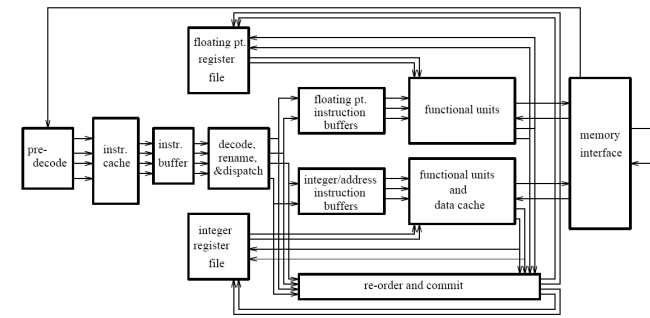 floating pt.
register
file
pre-
decode
instr.
cache
instr.
buffer
decode,
rename,
&dispatch
floating pt.
instruction
buffers
functional units
memory
interface
integer/address
instruction
buffers
functional units
and
data cache
integer
register
file
re-order and commit